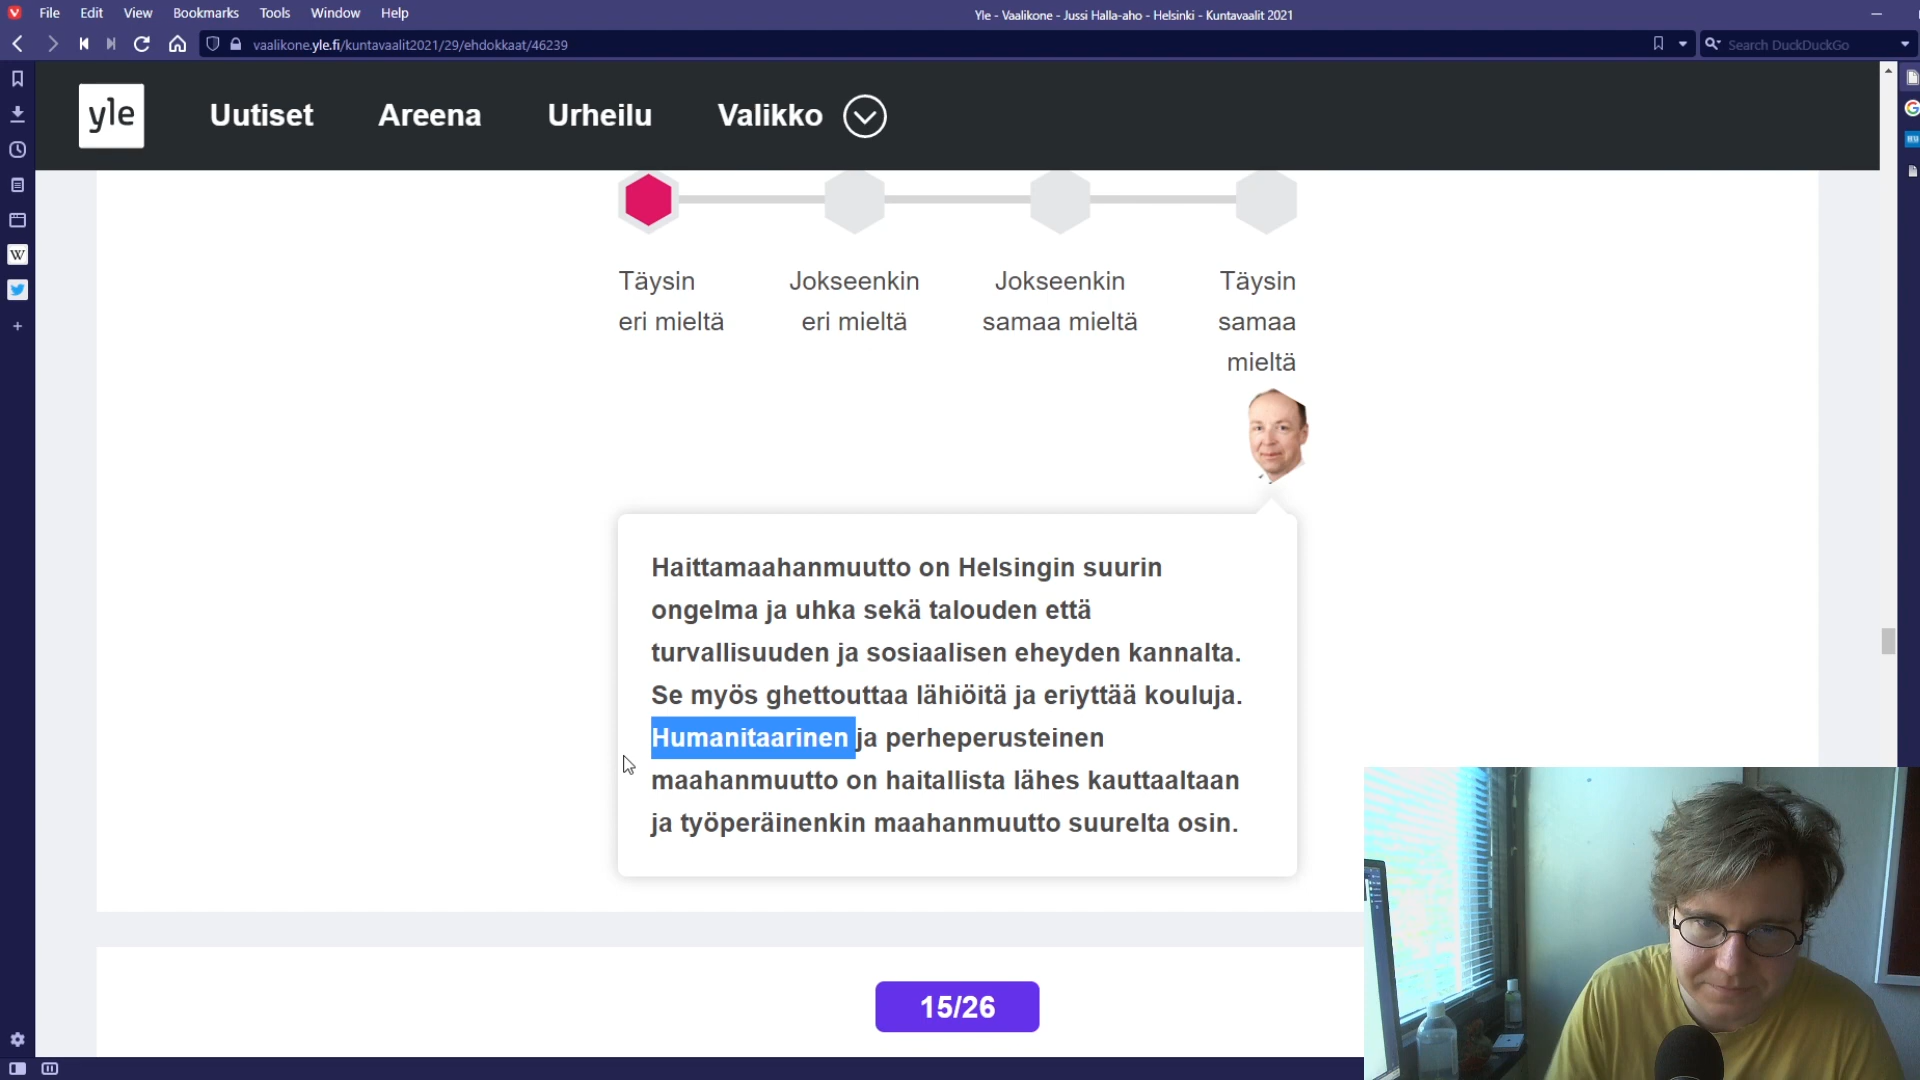 File Edit View Bookmarks Tools Window Help
Yle - Vaalikone - Jussi Halla-aho - Helsinki - Kuntavaalit 2021
vaalikone.yle.fi/kuntavaalit2021/29/ehdokkaat/46239
Search DuckDuckGo
yle Uutiset Areena Urheilu Valikko
Täysin eri mieltä
Jokseenkin eri mieltä
Jokseenkin samaa mieltä
Täysin samaa mieltä
Haittamaahanmuutto on Helsingin suurin
ongelma ja uhka sekä talouden että
turvallisuuden ja sosiaalisen eheyden kannalta.
Se myös ghettouttaa lähiöitä ja eriyttää kouluja.
Humanitaarinen ja perheperusteinen
maahanmuutto on haitallista lähes kauttaaltaan
ja työperäinenkin maahanmuutto suurelta osin.
15/26
W